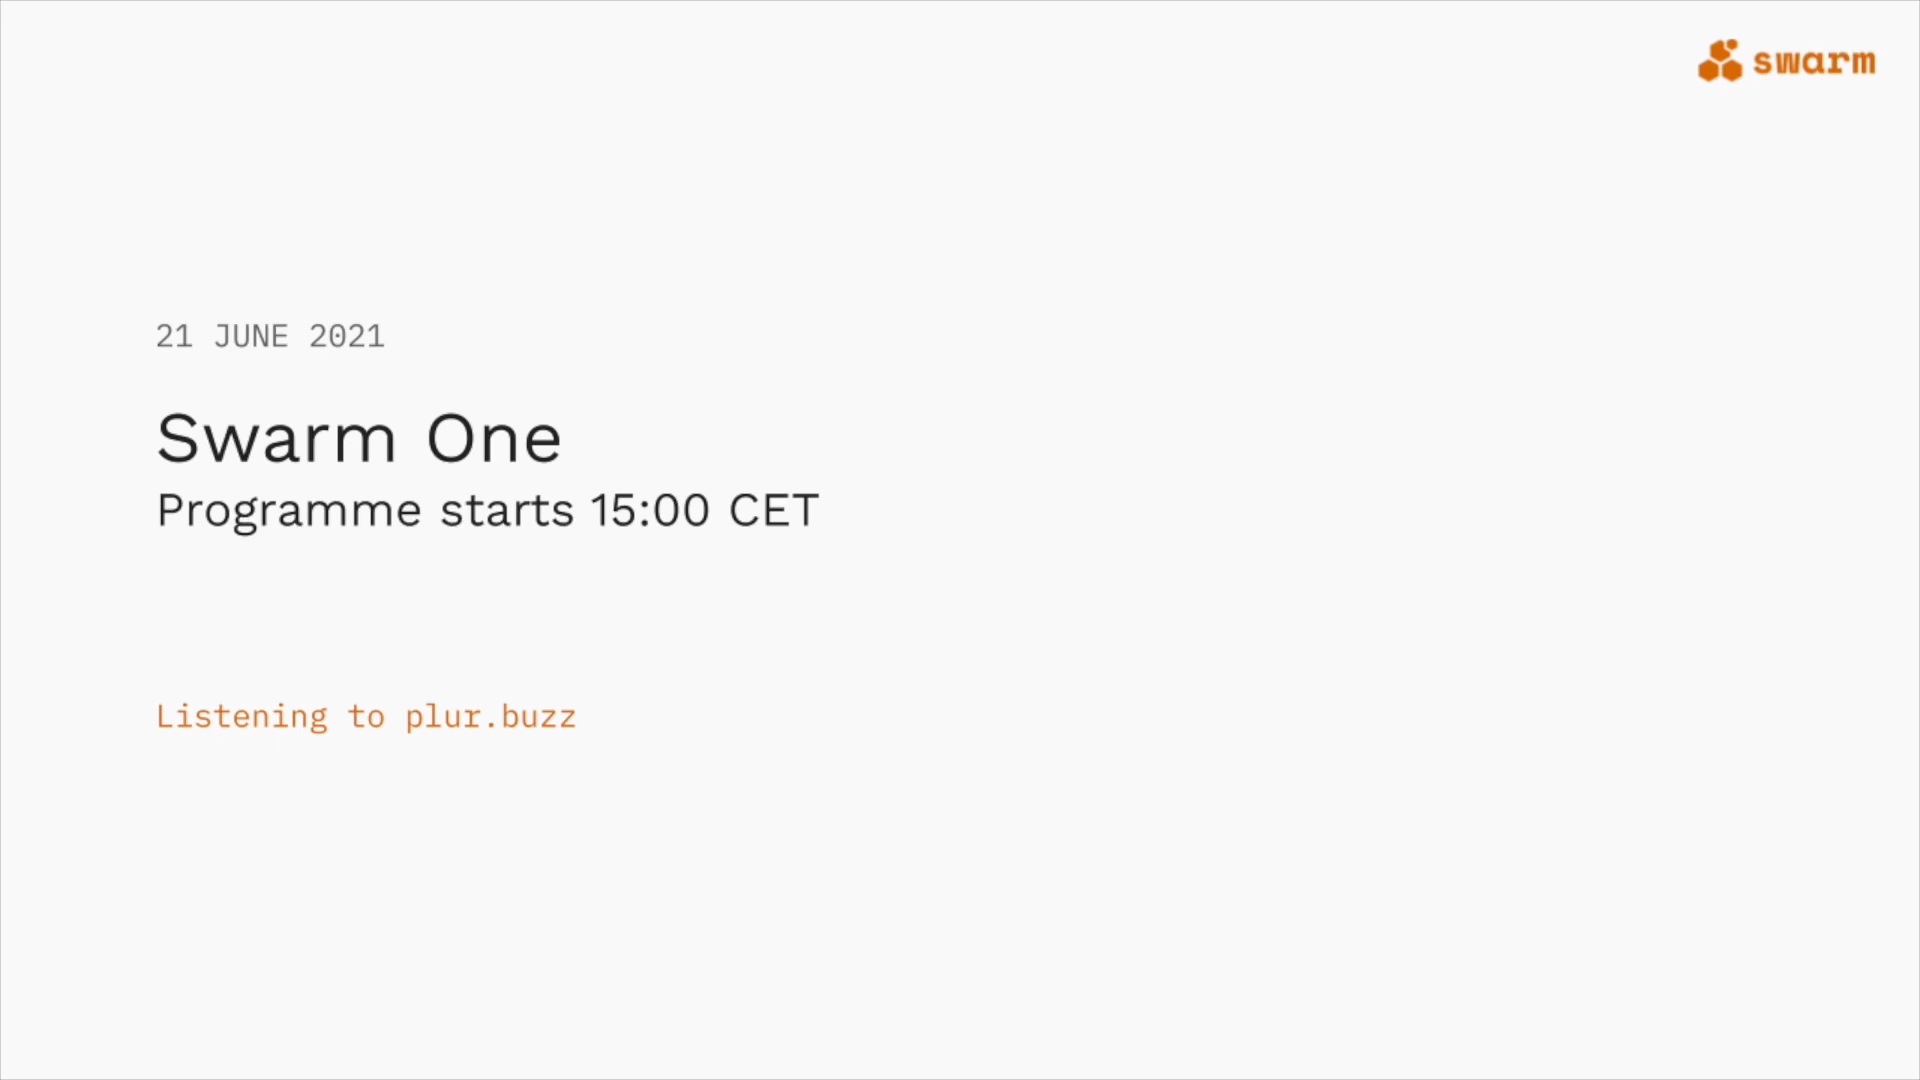 swarm
21 JUNE 2021
Swarm One
Programme starts 15:00 CET
Listening to plur.buzz